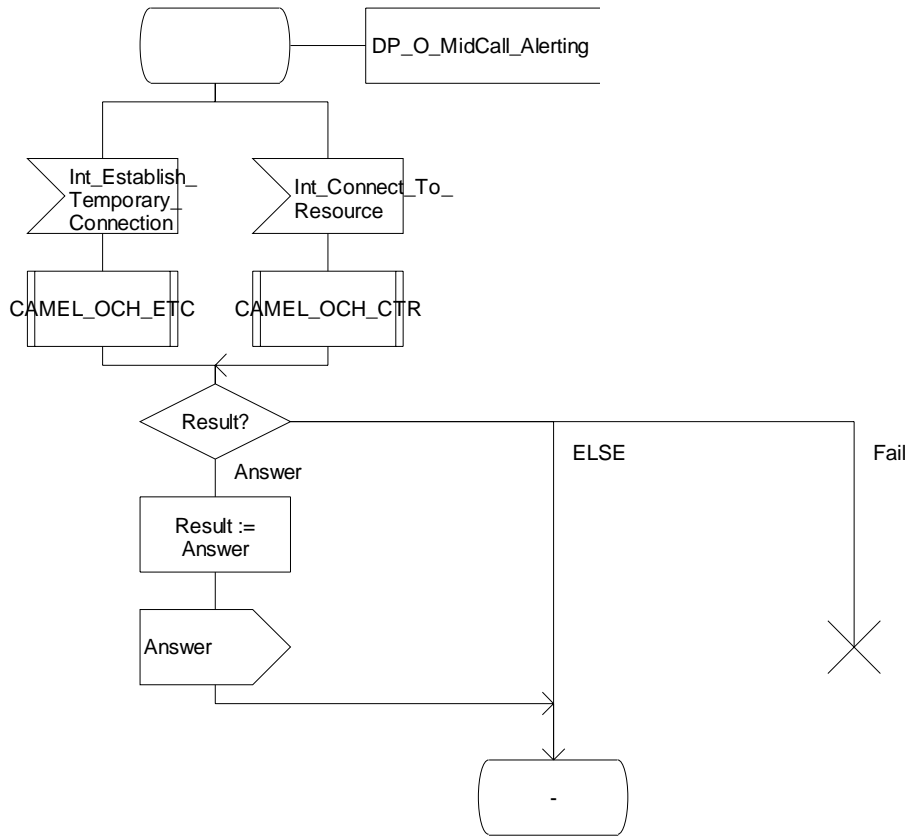 DP_O_MidCall_Alerting
Int_Establish_
Temporary_
Connection
Int_Connect_To_
Resource
CAMEL_OCH_ETC
CAMEL_OCH_CTR
Result?
ELSE
Fail
Answer
Result :=
Answer
Answer
-